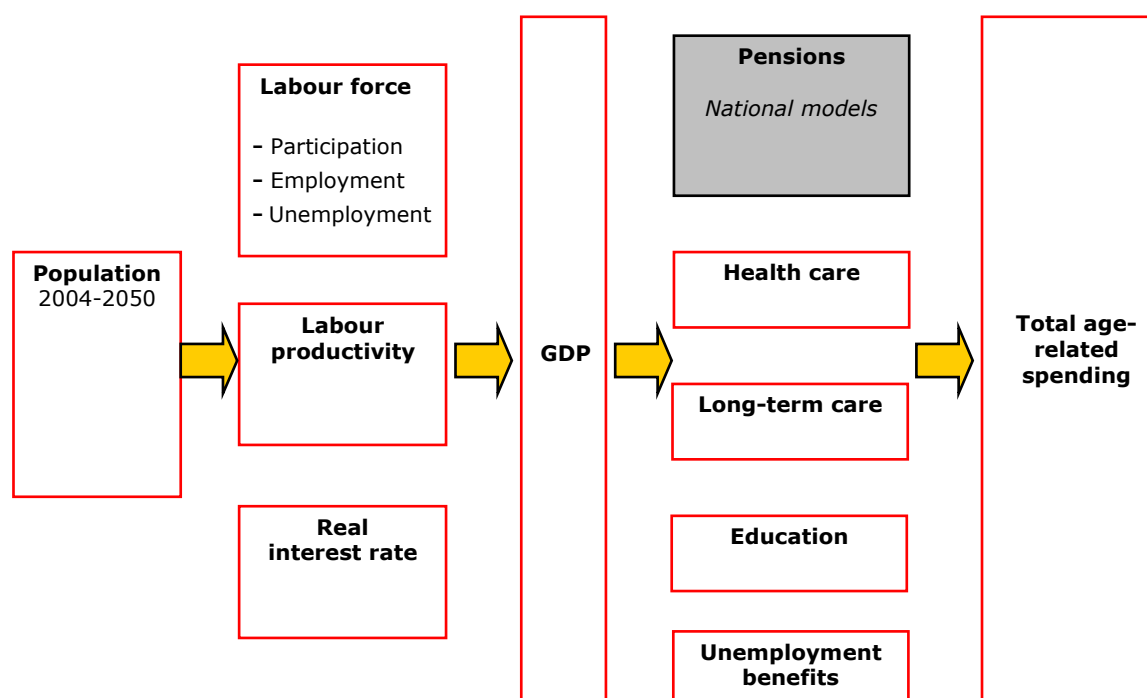 Population
2004-2050
Labour force
- Participation
- Employment
- Unemployment
Labour
productivity
Real
interest rate
GDP
Pensions
National models
Health care
Long-term care
Education
Unemployment
benefits
Total age-
related
spending